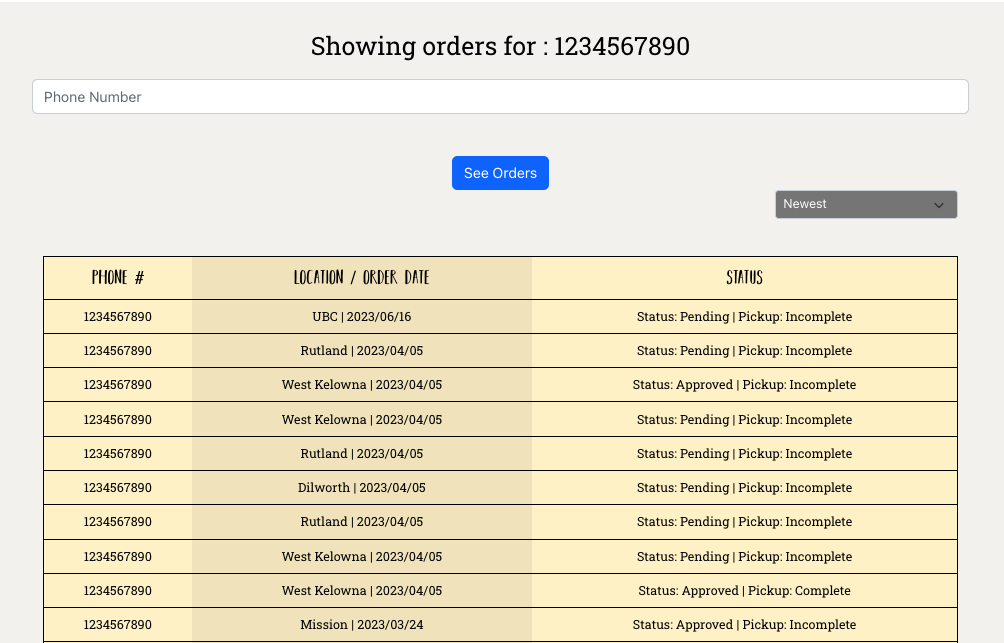 Showing orders for : 1234567890
Phone Number
See Orders
Newest
PHONE # LOCATION / ORDER DATE STATUS
1234567890 UBC | 2023/06/16 Status: Pending | Pickup: Incomplete
1234567890 Rutland | 2023/04/05 Status: Pending | Pickup: Incomplete
1234567890 West Kelowna | 2023/04/05 Status: Approved | Pickup: Incomplete
1234567890 West Kelowna | 2023/04/05 Status: Pending | Pickup: Incomplete
1234567890 Rutland | 2023/04/05 Status: Pending | Pickup: Incomplete
1234567890 Dilworth | 2023/04/05 Status: Pending | Pickup: Incomplete
1234567890 Rutland | 2023/04/05 Status: Pending | Pickup: Incomplete
1234567890 West Kelowna | 2023/04/05 Status: Pending | Pickup: Incomplete
1234567890 West Kelowna | 2023/04/05 Status: Approved | Pickup: Complete
1234567890 Mission | 2023/03/24 Status: Approved | Pickup: Incomplete